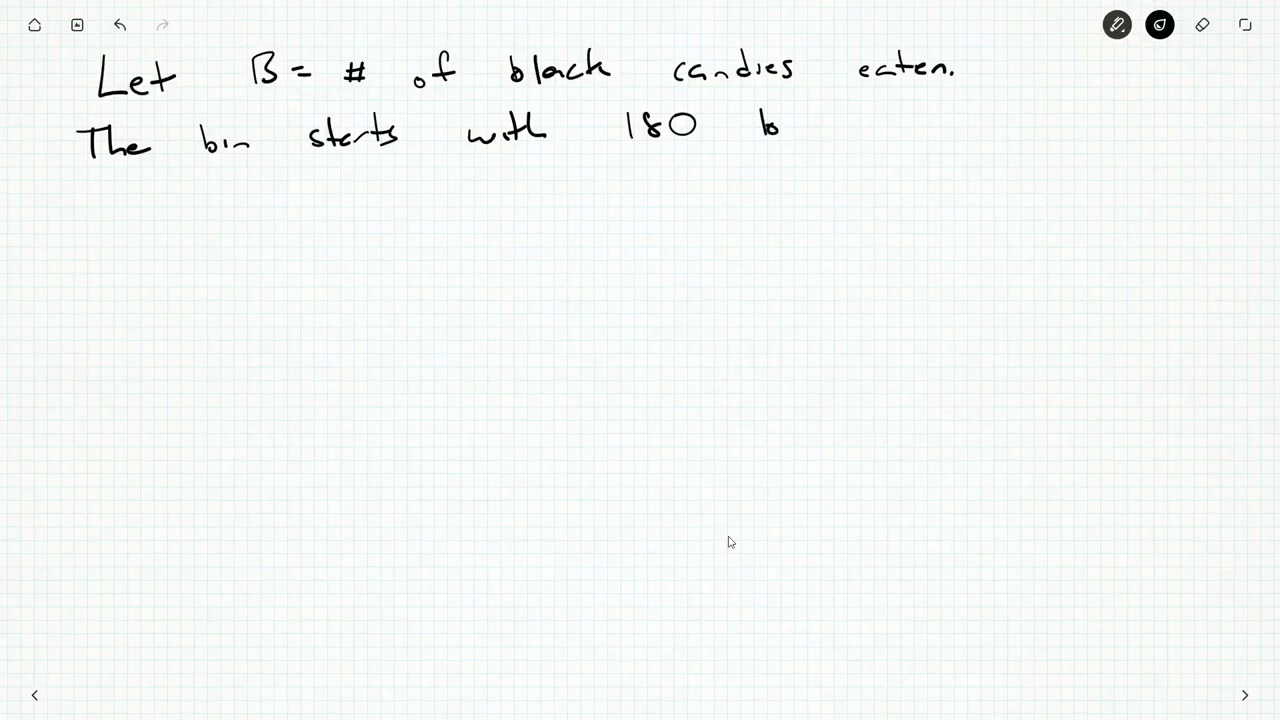 Let B = # of black candies eaten.
The bin starts with 180 b